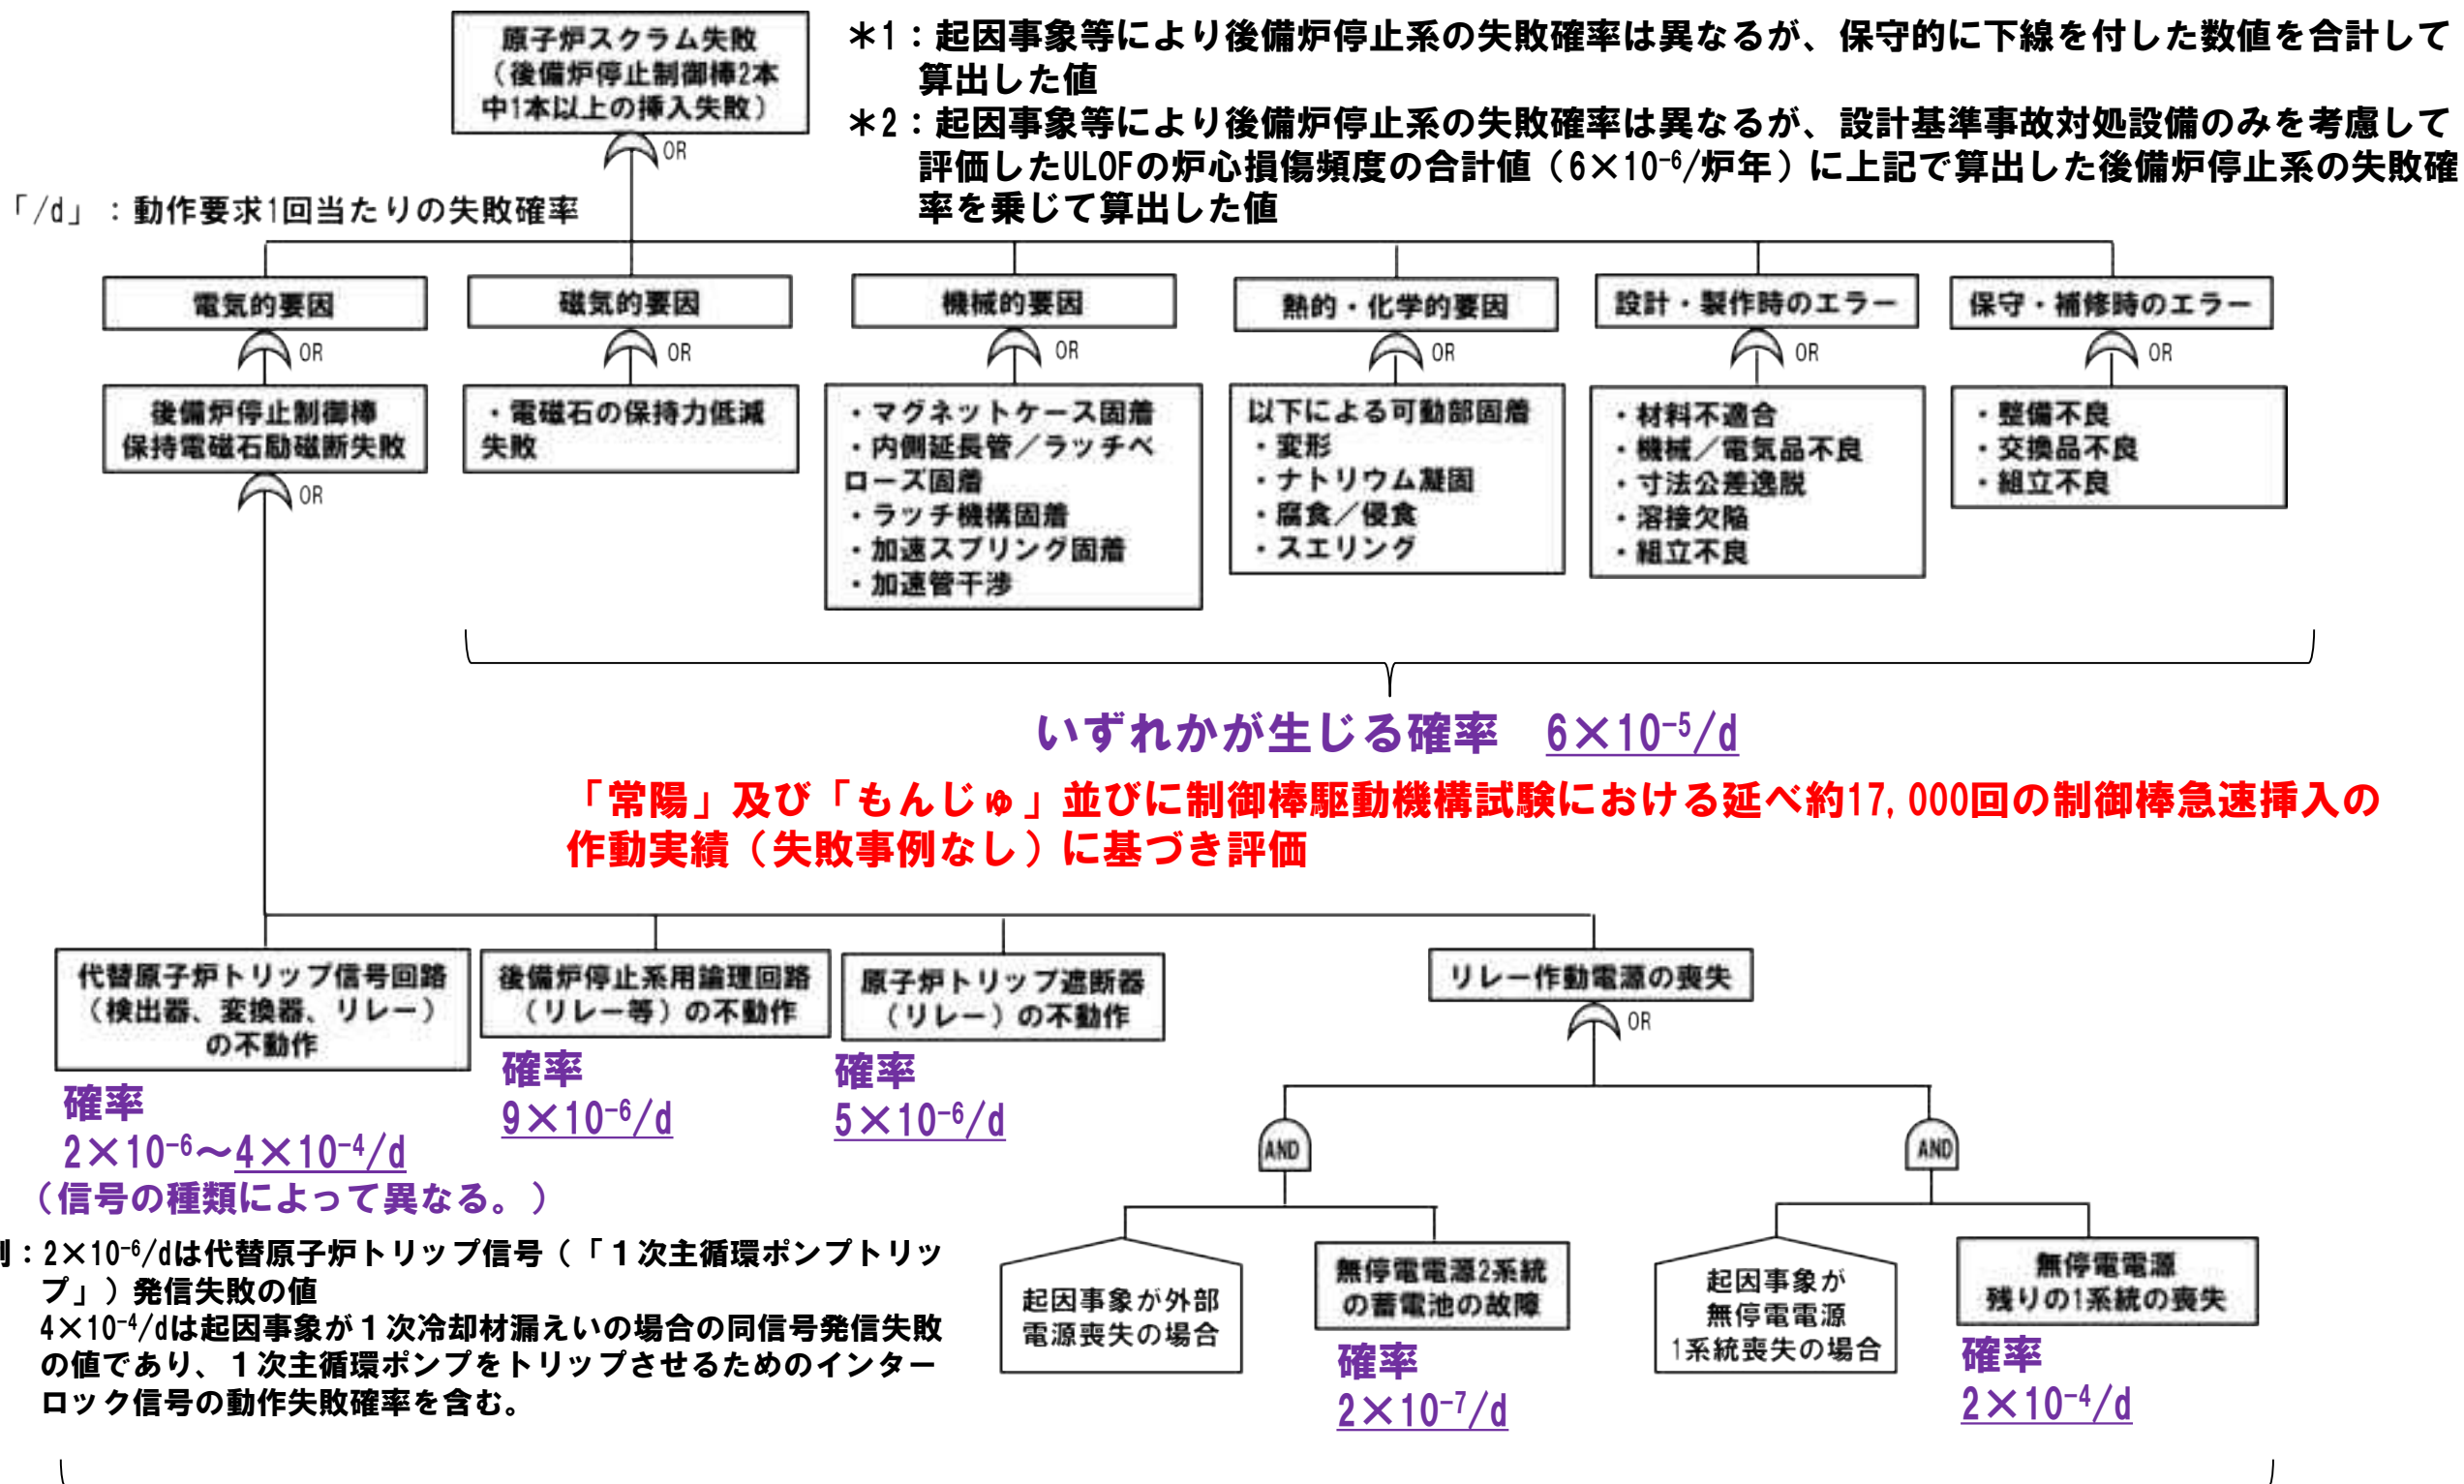 原子炉スクラム失敗
（後備炉停止制御棒2本
中1本以上の挿入失敗）
OR
＊1：起因事象等により後備炉停止系の失敗確率は異なるが、保守的に下線を付した数値を合計して
算出した値
＊2：起因事象等により後備炉停止系の失敗確率は異なるが、設計基準事故対処設備のみを考慮して
評価したULOFの炉心損傷頻度の合計値（6×10⁻⁶/炉年）に上記で算出した後備炉停止系の失敗確
率を乗じて算出した値
「/d」：動作要求1回当たりの失敗確率
電気的要因
OR
後備炉停止制御棒
保持電磁石励磁断失敗
OR
磁気的要因
OR
・電磁石の保持力低減
失敗
機械的要因
OR
・マグネットケース固着
・内側延長管／ラッチベ
ローズ固着
・ラッチ機構固着
・加速スプリング固着
・加速管干渉
熱的・化学的要因
OR
以下による可動部固着
・変形
・ナトリウム凝固
・腐食／侵食
・スエリング
設計・製作時のエラー
OR
・材料不適合
・機械／電気品不良
・寸法公差逸脱
・溶接欠陥
・組立不良
保守・補修時のエラー
OR
・整備不良
・交換品不良
・組立不良
いずれかが生じる確率　6×10⁻⁵/d
「常陽」及び「もんじゅ」並びに制御棒駆動機構試験における延べ約17,000回の制御棒急速挿入の
作動実績（失敗事例なし）に基づき評価
代替原子炉トリップ信号回路
（検出器、変換器、リレー）
の不動作
確率
2×10⁻⁶～4×10⁻⁴/d
（信号の種類によって異なる。）
後備炉停止系用論理回路
（リレー等）の不動作
確率
9×10⁻⁶/d
原子炉トリップ遮断器
（リレー）の不動作
確率
5×10⁻⁶/d
リレー作動電源の喪失
OR
AND
AND
起因事象が外部
電源喪失の場合
無停電電源2系統
の蓄電池の故障
確率
2×10⁻⁷/d
起因事象が
無停電電源
1系統喪失の場合
無停電電源
残りの1系統の喪失
確率
2×10⁻⁴/d
：2×10⁻⁶/dは代替原子炉トリップ信号（「１次主循環ポンプトリッ
プ」）発信失敗の値
4×10⁻⁴/dは起因事象が１次冷却材漏えいの場合の同信号発信失敗
の値であり、１次主循環ポンプをトリップさせるためのインター
ロック信号の動作失敗確率を含む。